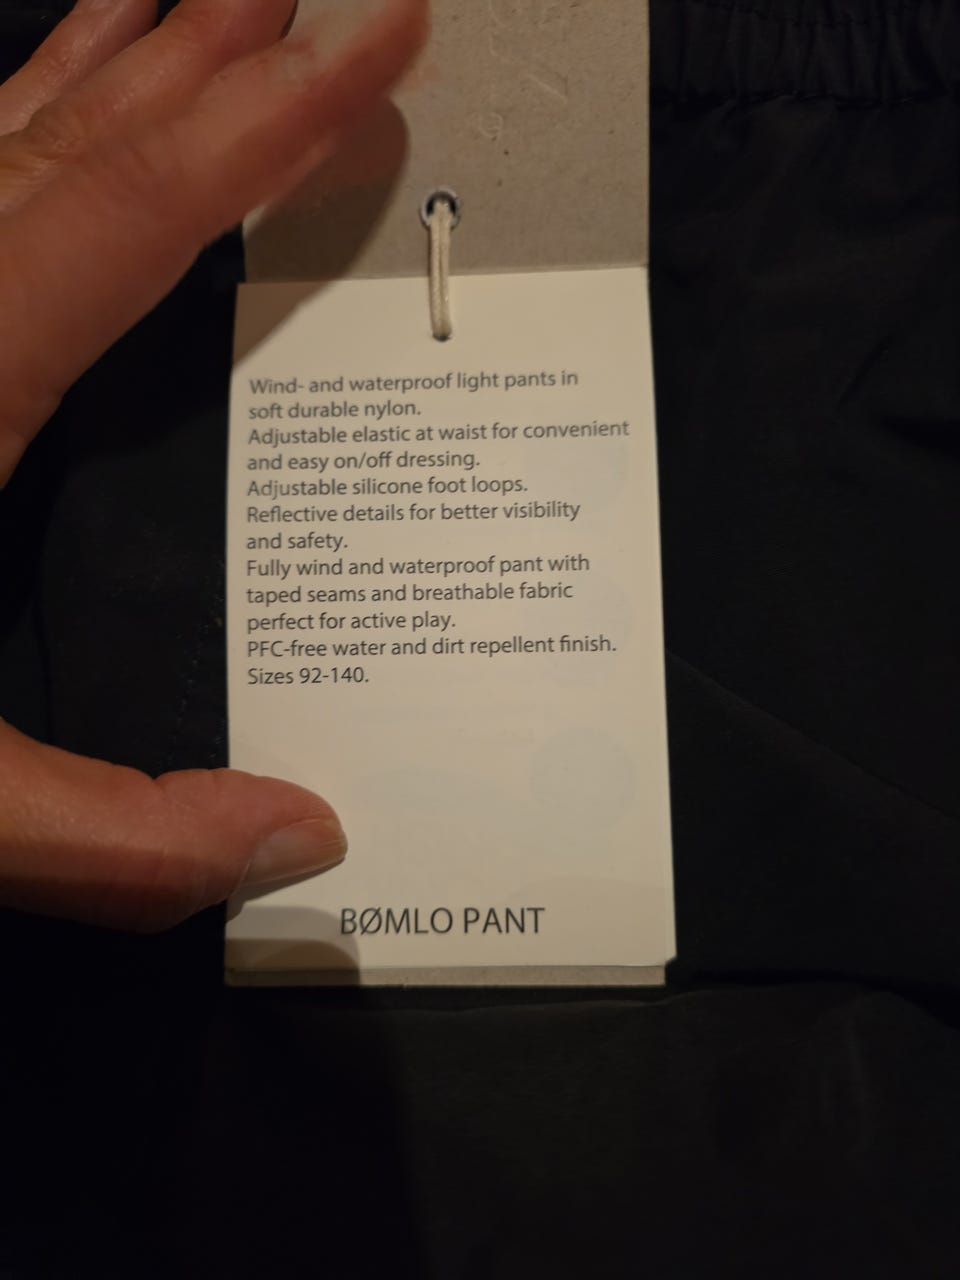 Wind- and waterproof light pants in
soft durable nylon.
Adjustable elastic at waist for convenient
and easy on/off dressing.
Adjustable silicone foot loops.
Reflective details for better visibility
and safety.
Fully wind and waterproof pant with
taped seams and breathable fabric
perfect for active play.
PFC-free water and dirt repellent finish.
Sizes 92-140.
BØMLO PANT